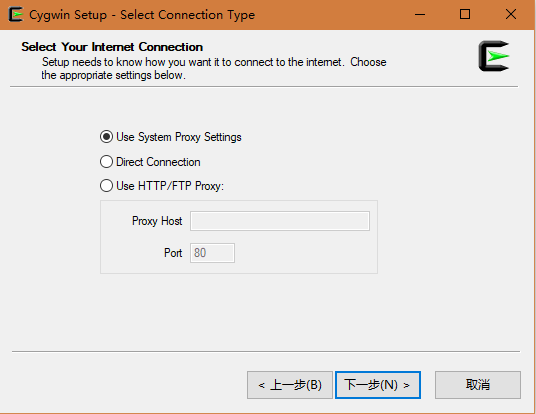 Cygwin Setup - Select Connection Type
Select Your Internet Connection
Setup needs to know how you want it to connect to the internet. Choose
the appropriate settings below.
Use System Proxy Settings
Direct Connection
Use HTTP/FTP Proxy:
Proxy Host
Port 80
< 上一步(B) 下一步(N) > 取消